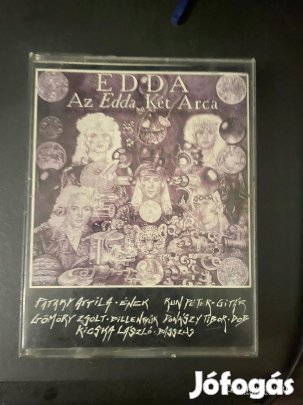 EDDA
Az Edda Két Arca
PATAKY ATTILA · ÉNEK KUN PÉTER · GITÁR
GÖMÖRY ZSOLT · BILLENTYŰK DONÁSZY TIBOR · DOB
KICSKA LÁSZLÓ · BASSZUS
Jófogás